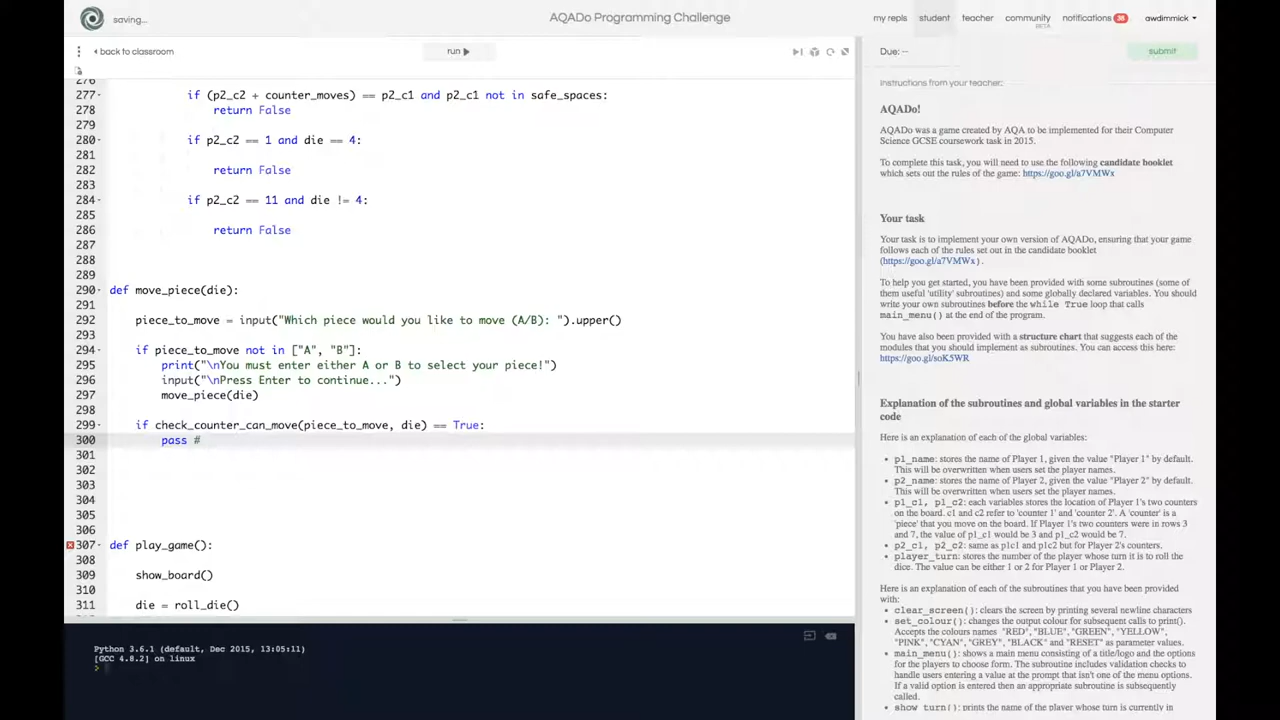 saving...
AQADo Programming Challenge
my repls
student
teacher
community
BETA
notifications 36
awdimmick
back to classroom
run
Due: --
submit
276
277 if (p2_c2 + counter_moves) == p2_c1 and p2_c1 not in safe_spaces:
278 return False
279
280 if p2_c2 == 1 and die == 4:
281
282 return False
283
284 if p2_c2 == 11 and die != 4:
285
286 return False
287
288
289
290 def move_piece(die):
291
292 piece_to_move = input("Which piece would you like to move (A/B): ").upper()
293
294 if piece_to_move not in ["A", "B"]:
295 print("\nYou must enter either A or B to select your piece!")
296 input("\nPress Enter to continue...")
297 move_piece(die)
298
299 if check_counter_can_move(piece_to_move, die) == True:
300 pass #
301
302
303
304
305
306
307 def play_game():
308
309 show_board()
310
311 die = roll_die()
Python 3.6.1 (default, Dec 2015, 13:05:11)
[GCC 4.8.2] on linux
>
Instructions from your teacher:
AQADo!
AQADo was a game created by AQA to be implemented for their Computer
Science GCSE coursework task in 2015.
To complete this task, you will need to use the following candidate booklet
which sets out the rules of the game: https://goo.gl/a7VMWx
Your task
Your task is to implement your own version of AQADo, ensuring that your game
follows each of the rules set out in the candidate booklet
(https://goo.gl/a7VMWx).
To help you get started, you have been provided with some subroutines (some of
them useful 'utility' subroutines) and some globally declared variables. You should
write your own subroutines before the while True loop that calls
main_menu() at the end of the program.
You have also been provided with a structure chart that suggests each of the
modules that you should implement as subroutines. You can access this here:
https://goo.gl/soK5WR
Explanation of the subroutines and global variables in the starter
code
Here is an explanation of each of the global variables:
p1_name: stores the name of Player 1, given the value "Player 1" by default.
This will be overwritten when users set the player names.
p2_name: stores the name of Player 2, given the value "Player 2" by default.
This will be overwritten when users set the player names.
p1_c1, p1_c2: each variables stores the location of Player 1's two counters
on the board. c1 and c2 refer to 'counter 1' and 'counter 2'. A 'counter' is a
'piece' that you move on the board. If Player 1's two counters were in rows 3
and 7, the value of p1_c1 would be 3 and p1_c2 would be 7.
p2_c1, p2_c2: same as p1c1 and p1c2 but for Player 2's counters.
player_turn: stores the number of the player whose turn it is to roll the
dice. The value can be either 1 or 2 for Player 1 or Player 2.
Here is an explanation of each of the subroutines that you have been provided
with:
clear_screen(): clears the screen by printing several newline characters
set_colour(): changes the output colour for subsequent calls to print().
Accepts the colours names "RED", "BLUE", "GREEN", "YELLOW",
"PINK", "CYAN", "GREY", "BLACK and "RESET" as parameter values.
main_menu(): shows a main menu consisting of a title/logo and the options
for the players to choose form. The subroutine includes validation checks to
handle users entering a value at the prompt that isn't one of the menu options.
If a valid option is entered then an appropriate subroutine is subsequently
called.
show_turn(): prints the name of the player whose turn is currently in